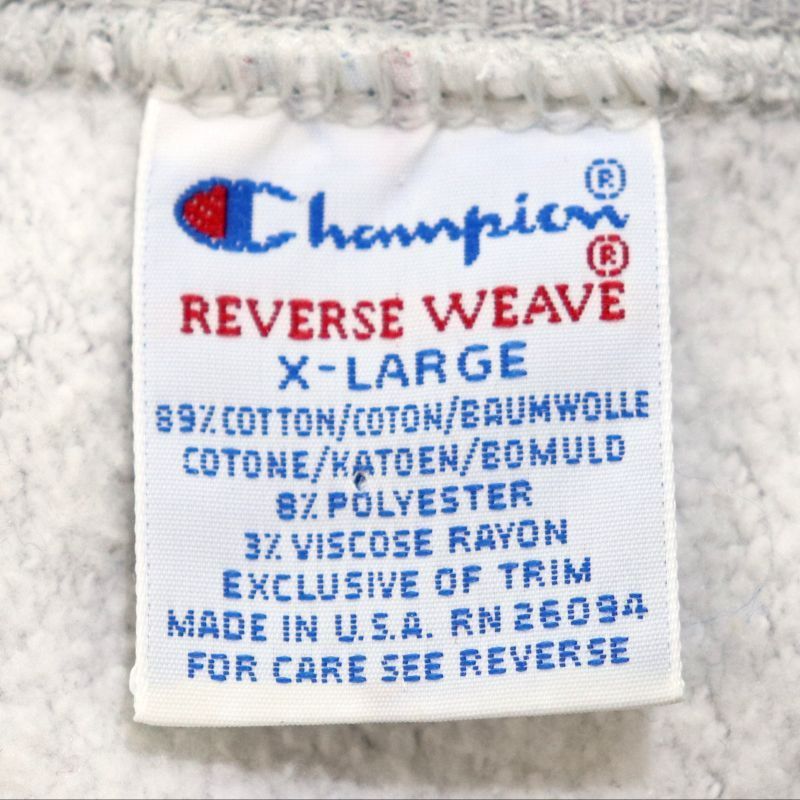 Champion®
REVERSE WEAVE®
X-LARGE
89% COTTON/COTON/BAUMWOLLE
COTONE/KATOEN/BOMULD
8% POLYESTER
3% VISCOSE RAYON
EXCLUSIVE OF TRIM
MADE IN U.S.A. RN 26094
FOR CARE SEE REVERSE